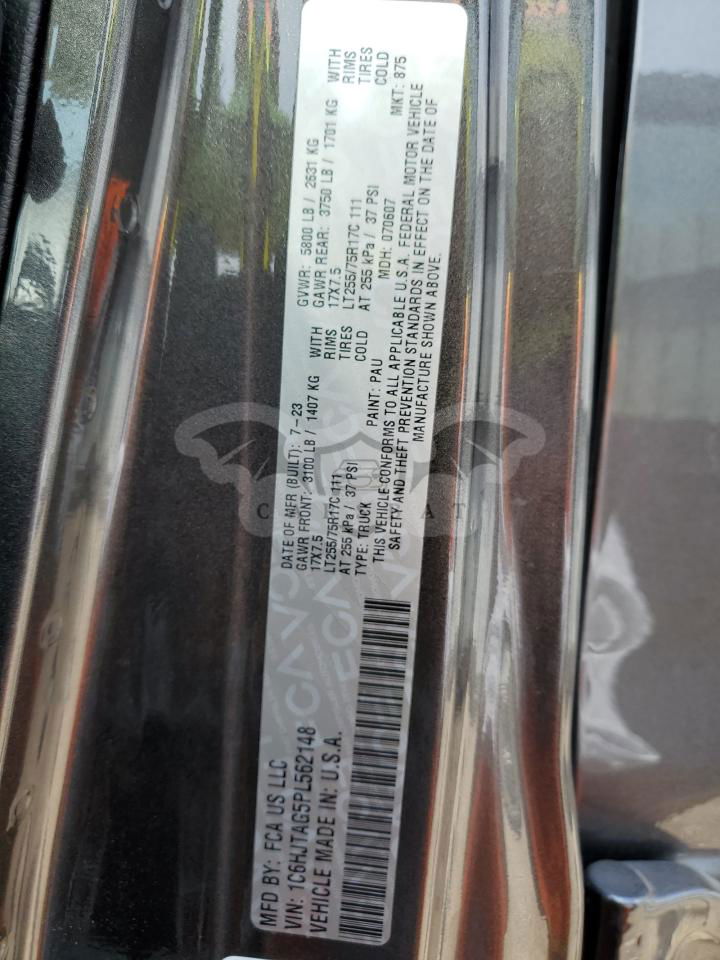 MFD BY: FCA US LLC
VIN: 1C6HJTAG5PL562148
VEHICLE MADE IN: U.S.A.
DATE OF MFR (BUILT): 7-23 GVWR: 5800 LB / 2631 KG
GAWR FRONT: 3100 LB / 1407 KG WITH GAWR REAR: 3750 LB / 1701 KG WITH
17X7.5 RIMS 17X7.5 RIMS
LT255/75R17C 111 TIRES LT255/75R17C 111 TIRES
AT 255 kPa / 37 PSI COLD AT 255 kPa / 37 PSI COLD
TYPE: TRUCK PAINT: PAU MDH: 070607 MKT: 875
THIS VEHICLE CONFORMS TO ALL APPLICABLE U.S.A. FEDERAL MOTOR VEHICLE
SAFETY AND THEFT PREVENTION STANDARDS IN EFFECT ON THE DATE OF
MANUFACTURE SHOWN ABOVE.